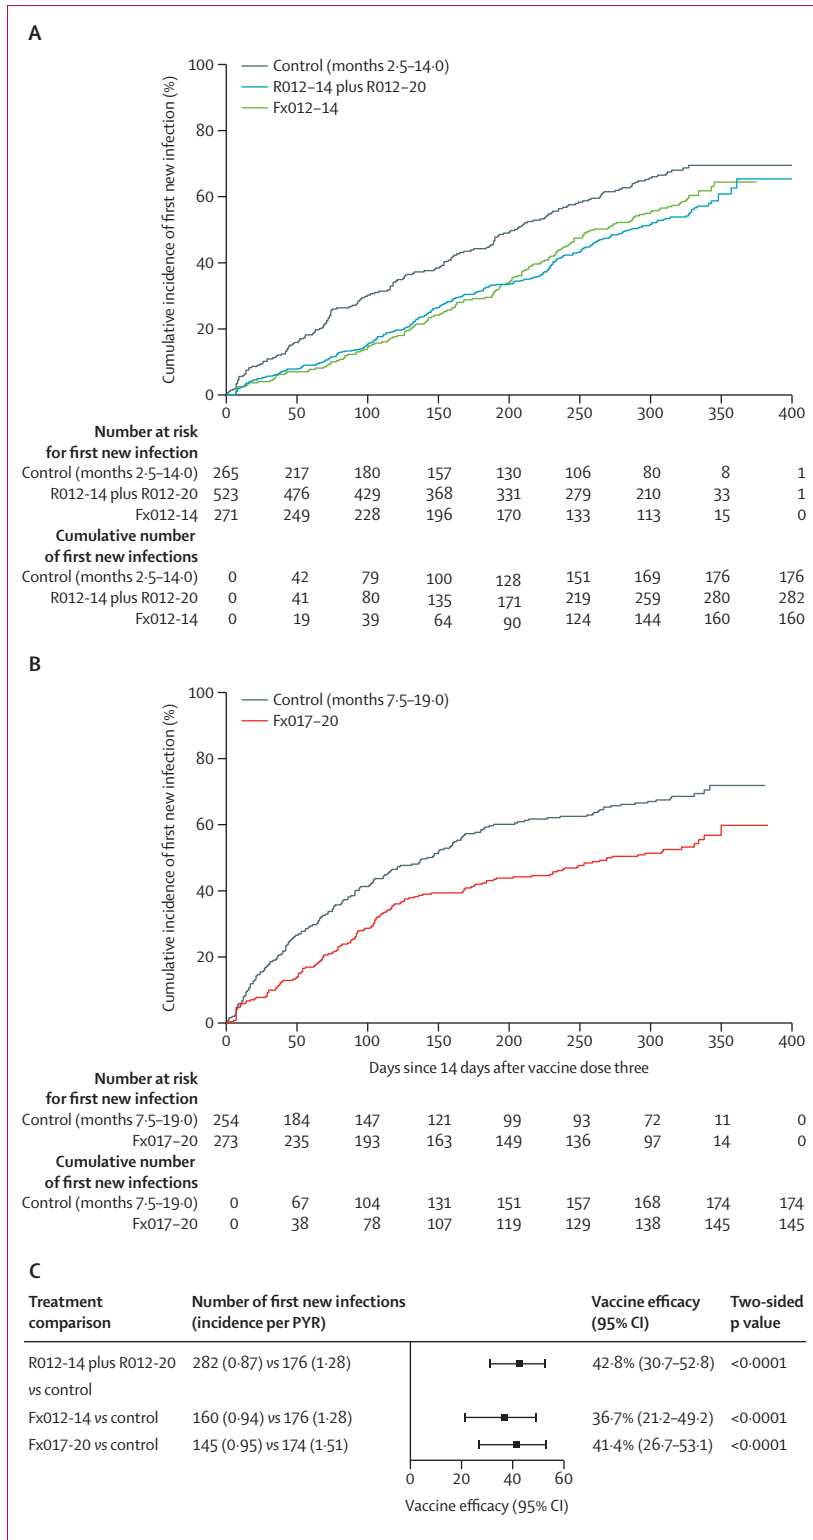 A
Cumulative incidence of first new infection (%)
100
80
60
40
20
0
Control (months 2·5–14·0)
R012–14 plus R012–20
Fx012–14
0 50 100 150 200 250 300 350 400
Number at risk
for first new infection
Control (months 2·5–14·0) 265 217 180 157 130 106 80 8 1
R012-14 plus R012-20 523 476 429 368 331 279 210 33 1
Fx012-14 271 249 228 196 170 133 113 15 0
Cumulative number
of first new infections
Control (months 2·5–14·0) 0 42 79 100 128 151 169 176 176
R012-14 plus R012-20 0 41 80 135 171 219 259 280 282
Fx012-14 0 19 39 64 90 124 144 160 160
B
Cumulative incidence of first new infection (%)
100
80
60
40
20
0
Control (months 7·5–19·0)
Fx017–20
0 50 100 150 200 250 300 350 400
Days since 14 days after vaccine dose three
Number at risk
for first new infection
Control (months 7·5–19·0) 254 184 147 121 99 93 72 11 0
Fx017–20 273 235 193 163 149 136 97 14 0
Cumulative number
of first new infections
Control (months 7·5–19·0) 0 67 104 131 151 157 168 174 174
Fx017–20 0 38 78 107 119 129 138 145 145
C
Treatment Number of first new infections Vaccine efficacy Two-sided
comparison (incidence per PYR) (95% CI) p value
R012-14 plus R012-20 282 (0·87) vs 176 (1·28) 42·8% (30·7–52·8) <0·0001
vs control
Fx012-14 vs control 160 (0·94) vs 176 (1·28) 36·7% (21·2–49·2) <0·0001
Fx017-20 vs control 145 (0·95) vs 174 (1·51) 41·4% (26·7–53·1) <0·0001
0 20 40 60
Vaccine efficacy (95% CI)